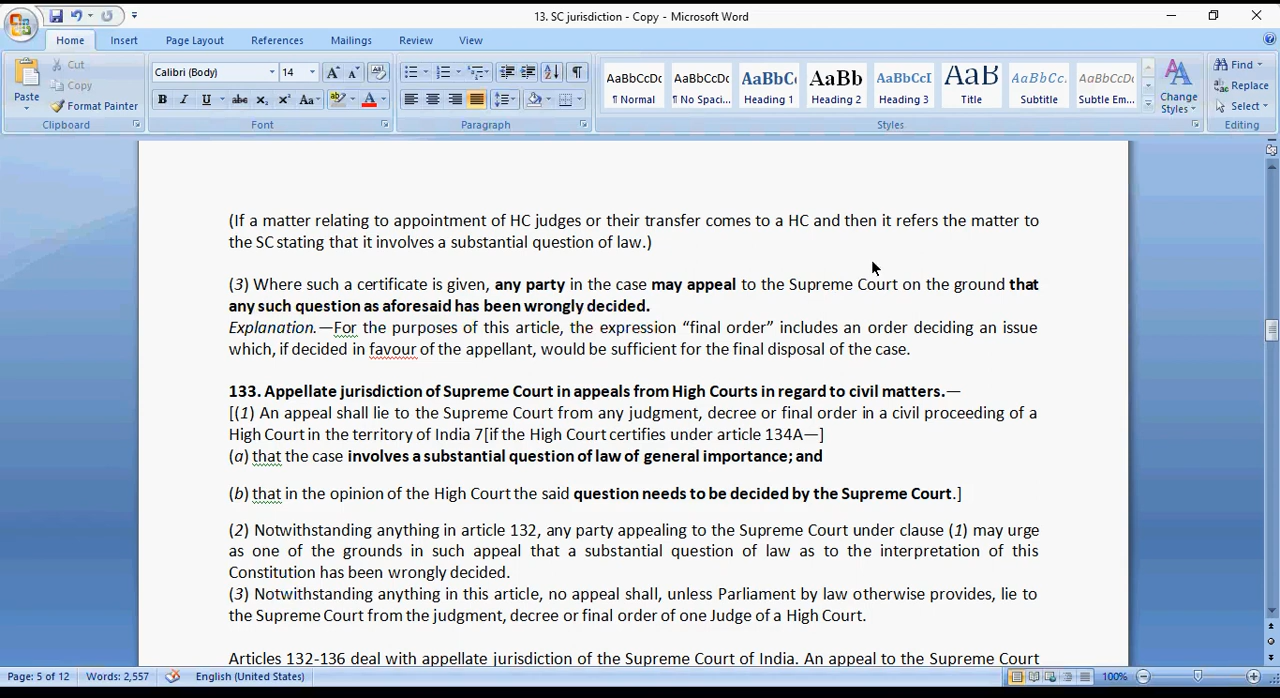 13. SC jurisdiction - Copy - Microsoft Word
Home Insert Page Layout References Mailings Review View
Paste
Cut
Copy
Format Painter
Clipboard
Calibri (Body) 14
Font
Paragraph
AaBbCcDc AaBbCcDc AaBbCc AaBb AaBbCcI AaB AaBbCc. AaBbCcDc
¶ Normal ¶ No Spaci... Heading 1 Heading 2 Heading 3 Title Subtitle Subtle Em...
Change Styles
Styles
Find
Replace
Select
Editing
(If a matter relating to appointment of HC judges or their transfer comes to a HC and then it refers the matter to
the SC stating that it involves a substantial question of law.)
(3) Where such a certificate is given, any party in the case may appeal to the Supreme Court on the ground that
any such question as aforesaid has been wrongly decided.
Explanation.—For the purposes of this article, the expression “final order” includes an order deciding an issue
which, if decided in favour of the appellant, would be sufficient for the final disposal of the case.
133. Appellate jurisdiction of Supreme Court in appeals from High Courts in regard to civil matters.—
[(1) An appeal shall lie to the Supreme Court from any judgment, decree or final order in a civil proceeding of a
High Court in the territory of India 7[if the High Court certifies under article 134A—]
(a) that the case involves a substantial question of law of general importance; and
(b) that in the opinion of the High Court the said question needs to be decided by the Supreme Court.]
(2) Notwithstanding anything in article 132, any party appealing to the Supreme Court under clause (1) may urge
as one of the grounds in such appeal that a substantial question of law as to the interpretation of this
Constitution has been wrongly decided.
(3) Notwithstanding anything in this article, no appeal shall, unless Parliament by law otherwise provides, lie to
the Supreme Court from the judgment, decree or final order of one Judge of a High Court.
Articles 132-136 deal with appellate jurisdiction of the Supreme Court of India. An appeal to the Supreme Court
Page: 5 of 12 Words: 2,557 English (United States) 100%